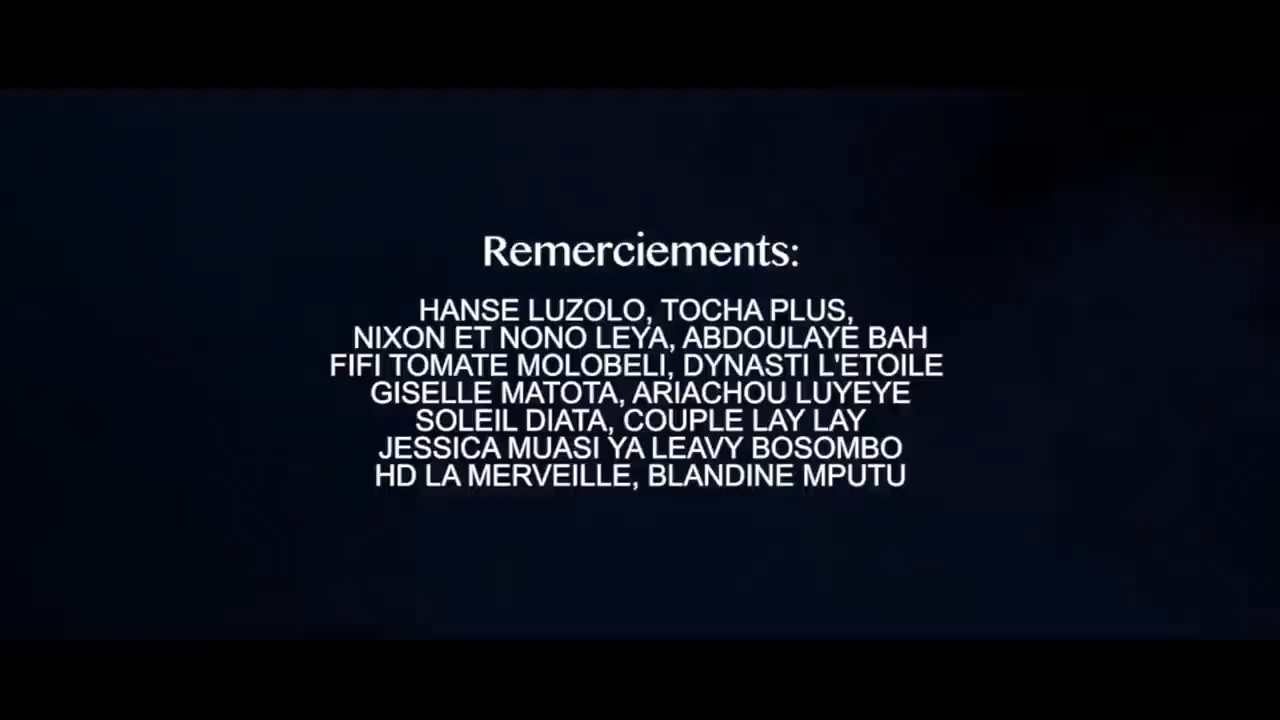 Remerciements:
HANSE LUZOLO, TOCHA PLUS,
NIXON ET NONO LEYA, ABDOULAYE BAH
FIFI TOMATE MOLOBELI, DYNASTI L'ETOILE
GISELLE MATOTA, ARIACHOU LUYEYE
SOLEIL DIATA, COUPLE LAY LAY
JESSICA MUASI YA LEAVY BOSOMBO
HD LA MERVEILLE, BLANDINE MPUTU